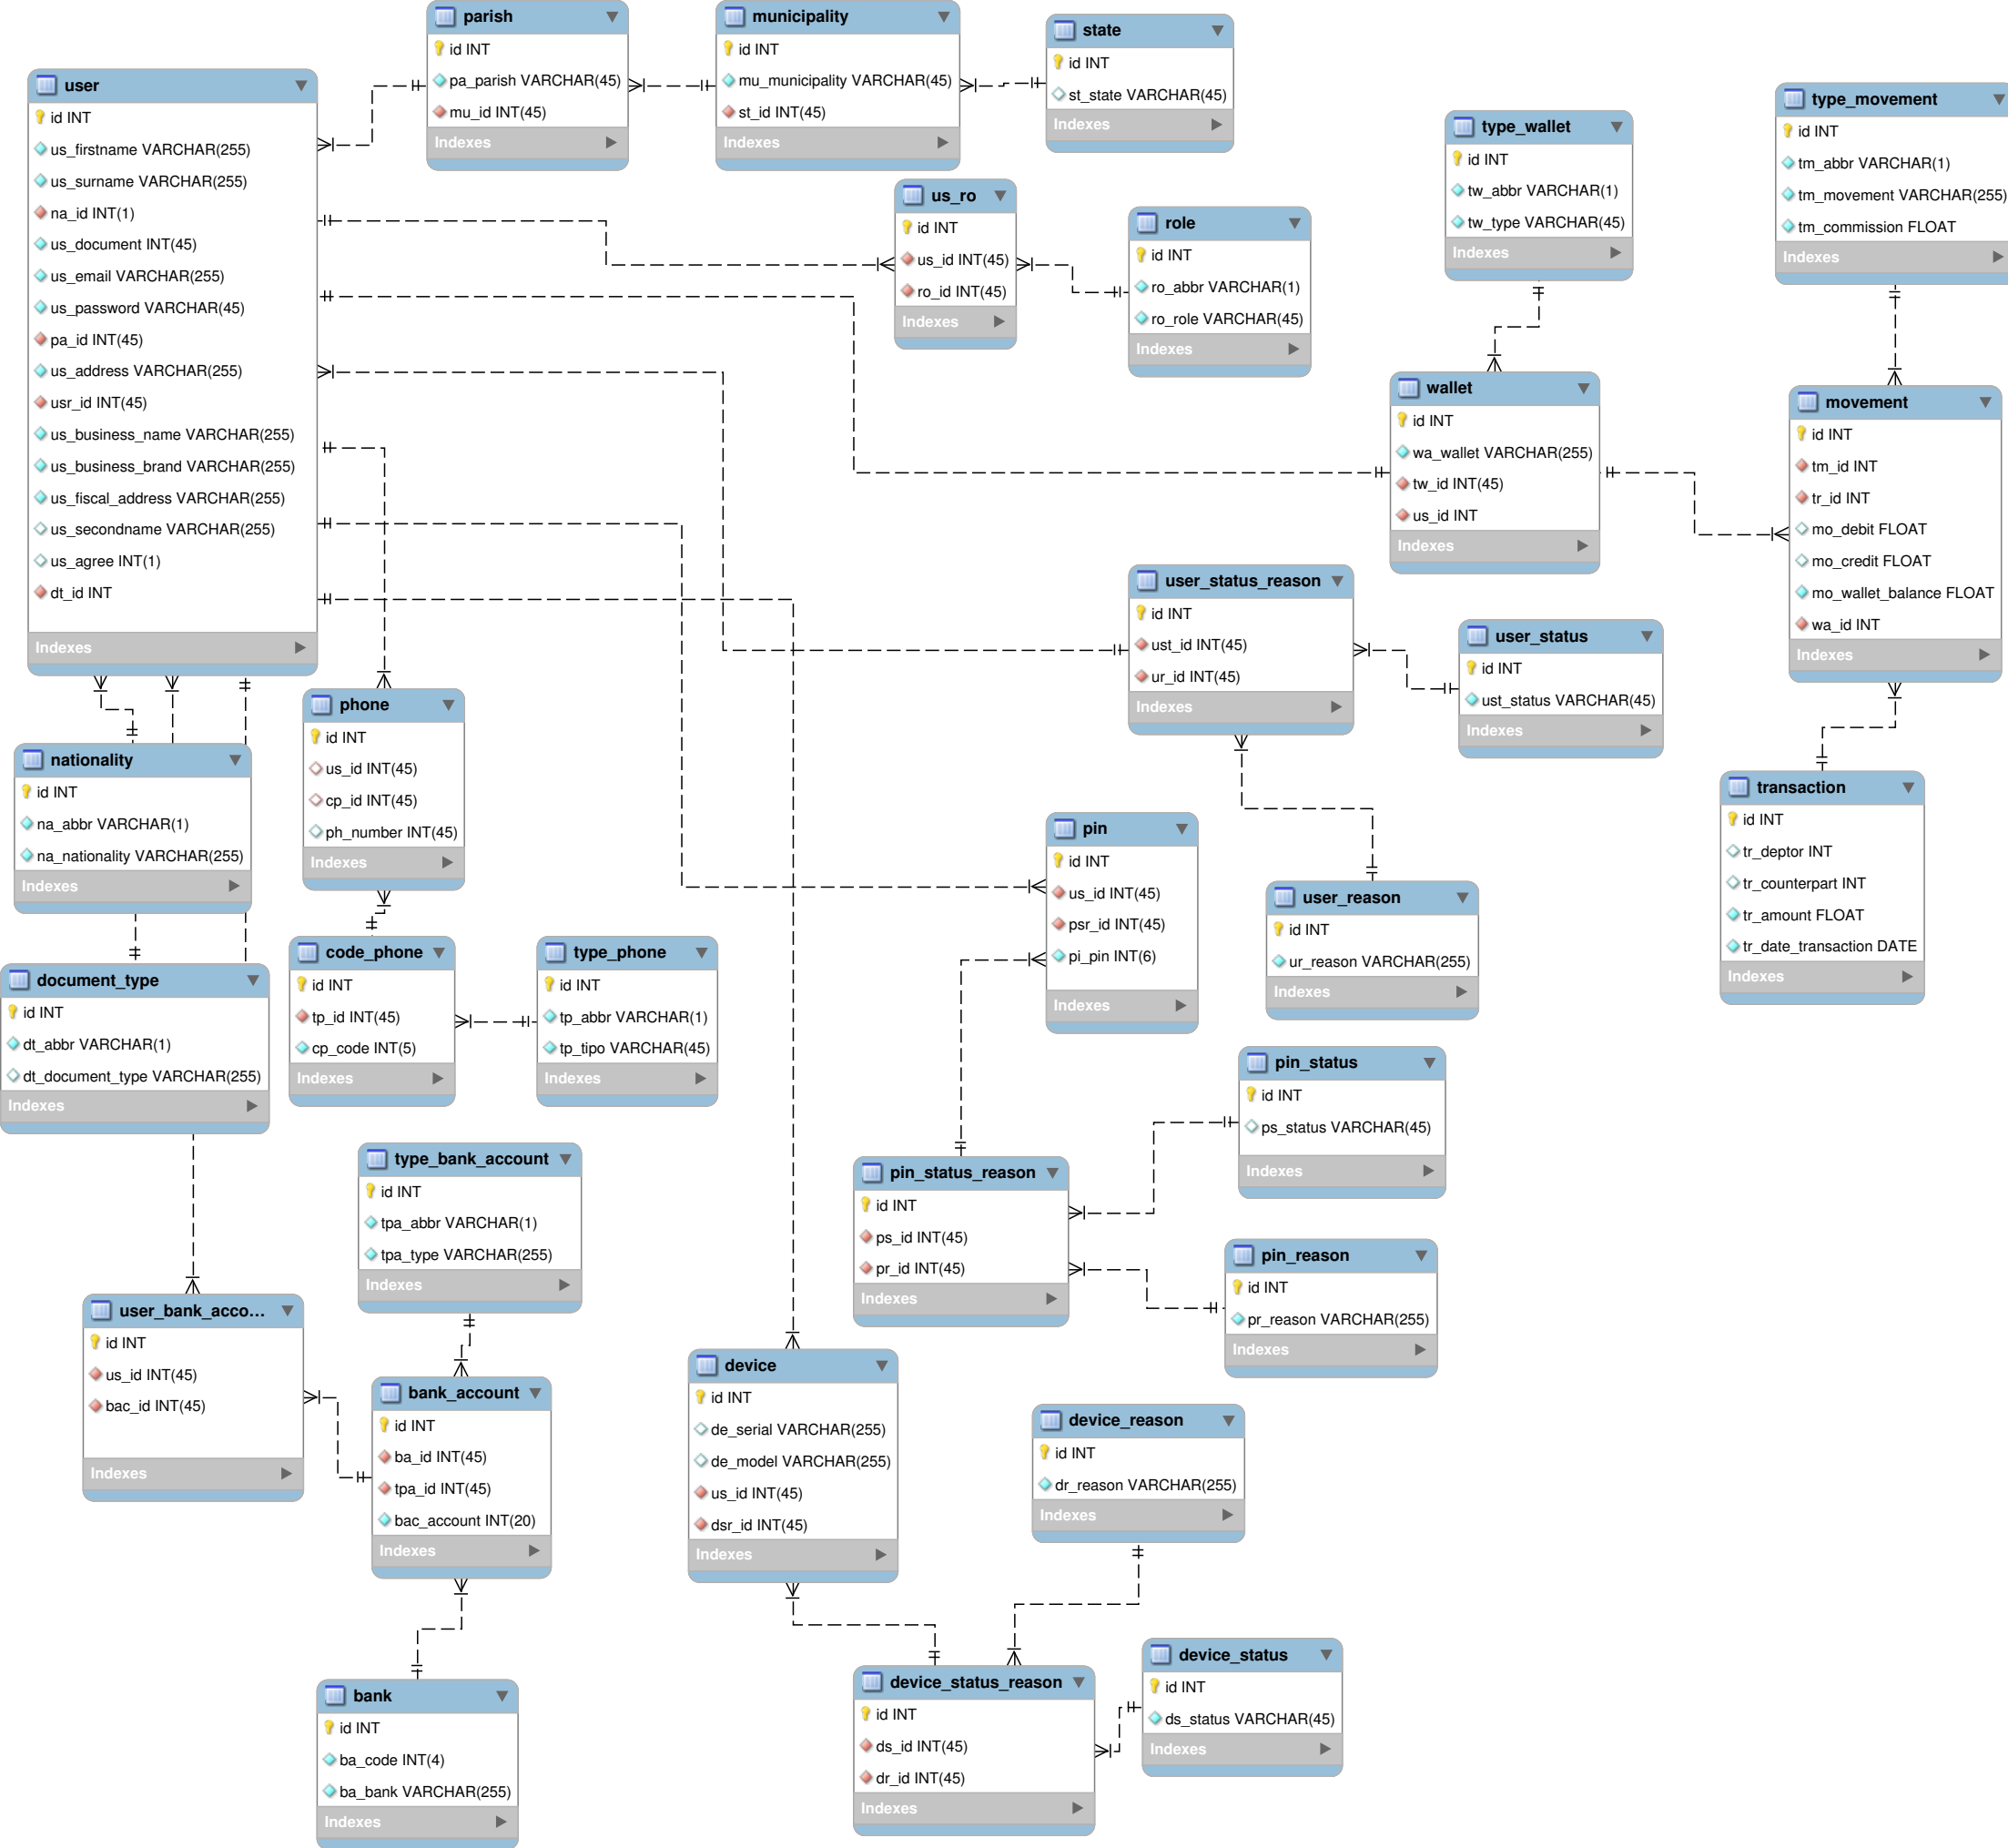 parish
id INT
pa_parish VARCHAR(45)
mu_id INT(45)
Indexes
municipality
id INT
mu_municipality VARCHAR(45)
st_id INT(45)
Indexes
state
id INT
st_state VARCHAR(45)
Indexes
user
id INT
us_firstname VARCHAR(255)
us_surname VARCHAR(255)
na_id INT(1)
us_document INT(45)
us_email VARCHAR(255)
us_password VARCHAR(45)
pa_id INT(45)
us_address VARCHAR(255)
usr_id INT(45)
us_business_name VARCHAR(255)
us_business_brand VARCHAR(255)
us_fiscal_address VARCHAR(255)
us_secondname VARCHAR(255)
us_agree INT(1)
dt_id INT
Indexes
us_ro
id INT
us_id INT(45)
ro_id INT(45)
Indexes
role
id INT
ro_abbr VARCHAR(1)
ro_role VARCHAR(45)
Indexes
type_wallet
id INT
tw_abbr VARCHAR(1)
tw_type VARCHAR(45)
Indexes
type_movement
id INT
tm_abbr VARCHAR(1)
tm_movement VARCHAR(255)
tm_commission FLOAT
Indexes
wallet
id INT
wa_wallet VARCHAR(255)
tw_id INT(45)
us_id INT
Indexes
movement
id INT
tm_id INT
tr_id INT
mo_debit FLOAT
mo_credit FLOAT
mo_wallet_balance FLOAT
wa_id INT
Indexes
user_status_reason
id INT
ust_id INT(45)
ur_id INT(45)
Indexes
user_status
id INT
ust_status VARCHAR(45)
Indexes
phone
id INT
us_id INT(45)
cp_id INT(45)
ph_number INT(45)
Indexes
nationality
id INT
na_abbr VARCHAR(1)
na_nationality VARCHAR(255)
Indexes
transaction
id INT
tr_deptor INT
tr_counterpart INT
tr_amount FLOAT
tr_date_transaction DATE
Indexes
pin
id INT
us_id INT(45)
psr_id INT(45)
pi_pin INT(6)
Indexes
user_reason
id INT
ur_reason VARCHAR(255)
Indexes
document_type
id INT
dt_abbr VARCHAR(1)
dt_document_type VARCHAR(255)
Indexes
code_phone
id INT
tp_id INT(45)
cp_code INT(5)
Indexes
type_phone
id INT
tp_abbr VARCHAR(1)
tp_tipo VARCHAR(45)
Indexes
pin_status
id INT
ps_status VARCHAR(45)
Indexes
type_bank_account
id INT
tpa_abbr VARCHAR(1)
tpa_type VARCHAR(255)
Indexes
pin_status_reason
id INT
ps_id INT(45)
pr_id INT(45)
Indexes
pin_reason
id INT
pr_reason VARCHAR(255)
Indexes
user_bank_acco...
id INT
us_id INT(45)
bac_id INT(45)
Indexes
bank_account
id INT
ba_id INT(45)
tpa_id INT(45)
bac_account INT(20)
Indexes
device
id INT
de_serial VARCHAR(255)
de_model VARCHAR(255)
us_id INT(45)
dsr_id INT(45)
Indexes
device_reason
id INT
dr_reason VARCHAR(255)
Indexes
bank
id INT
ba_code INT(4)
ba_bank VARCHAR(255)
Indexes
device_status_reason
id INT
ds_id INT(45)
dr_id INT(45)
Indexes
device_status
id INT
ds_status VARCHAR(45)
Indexes